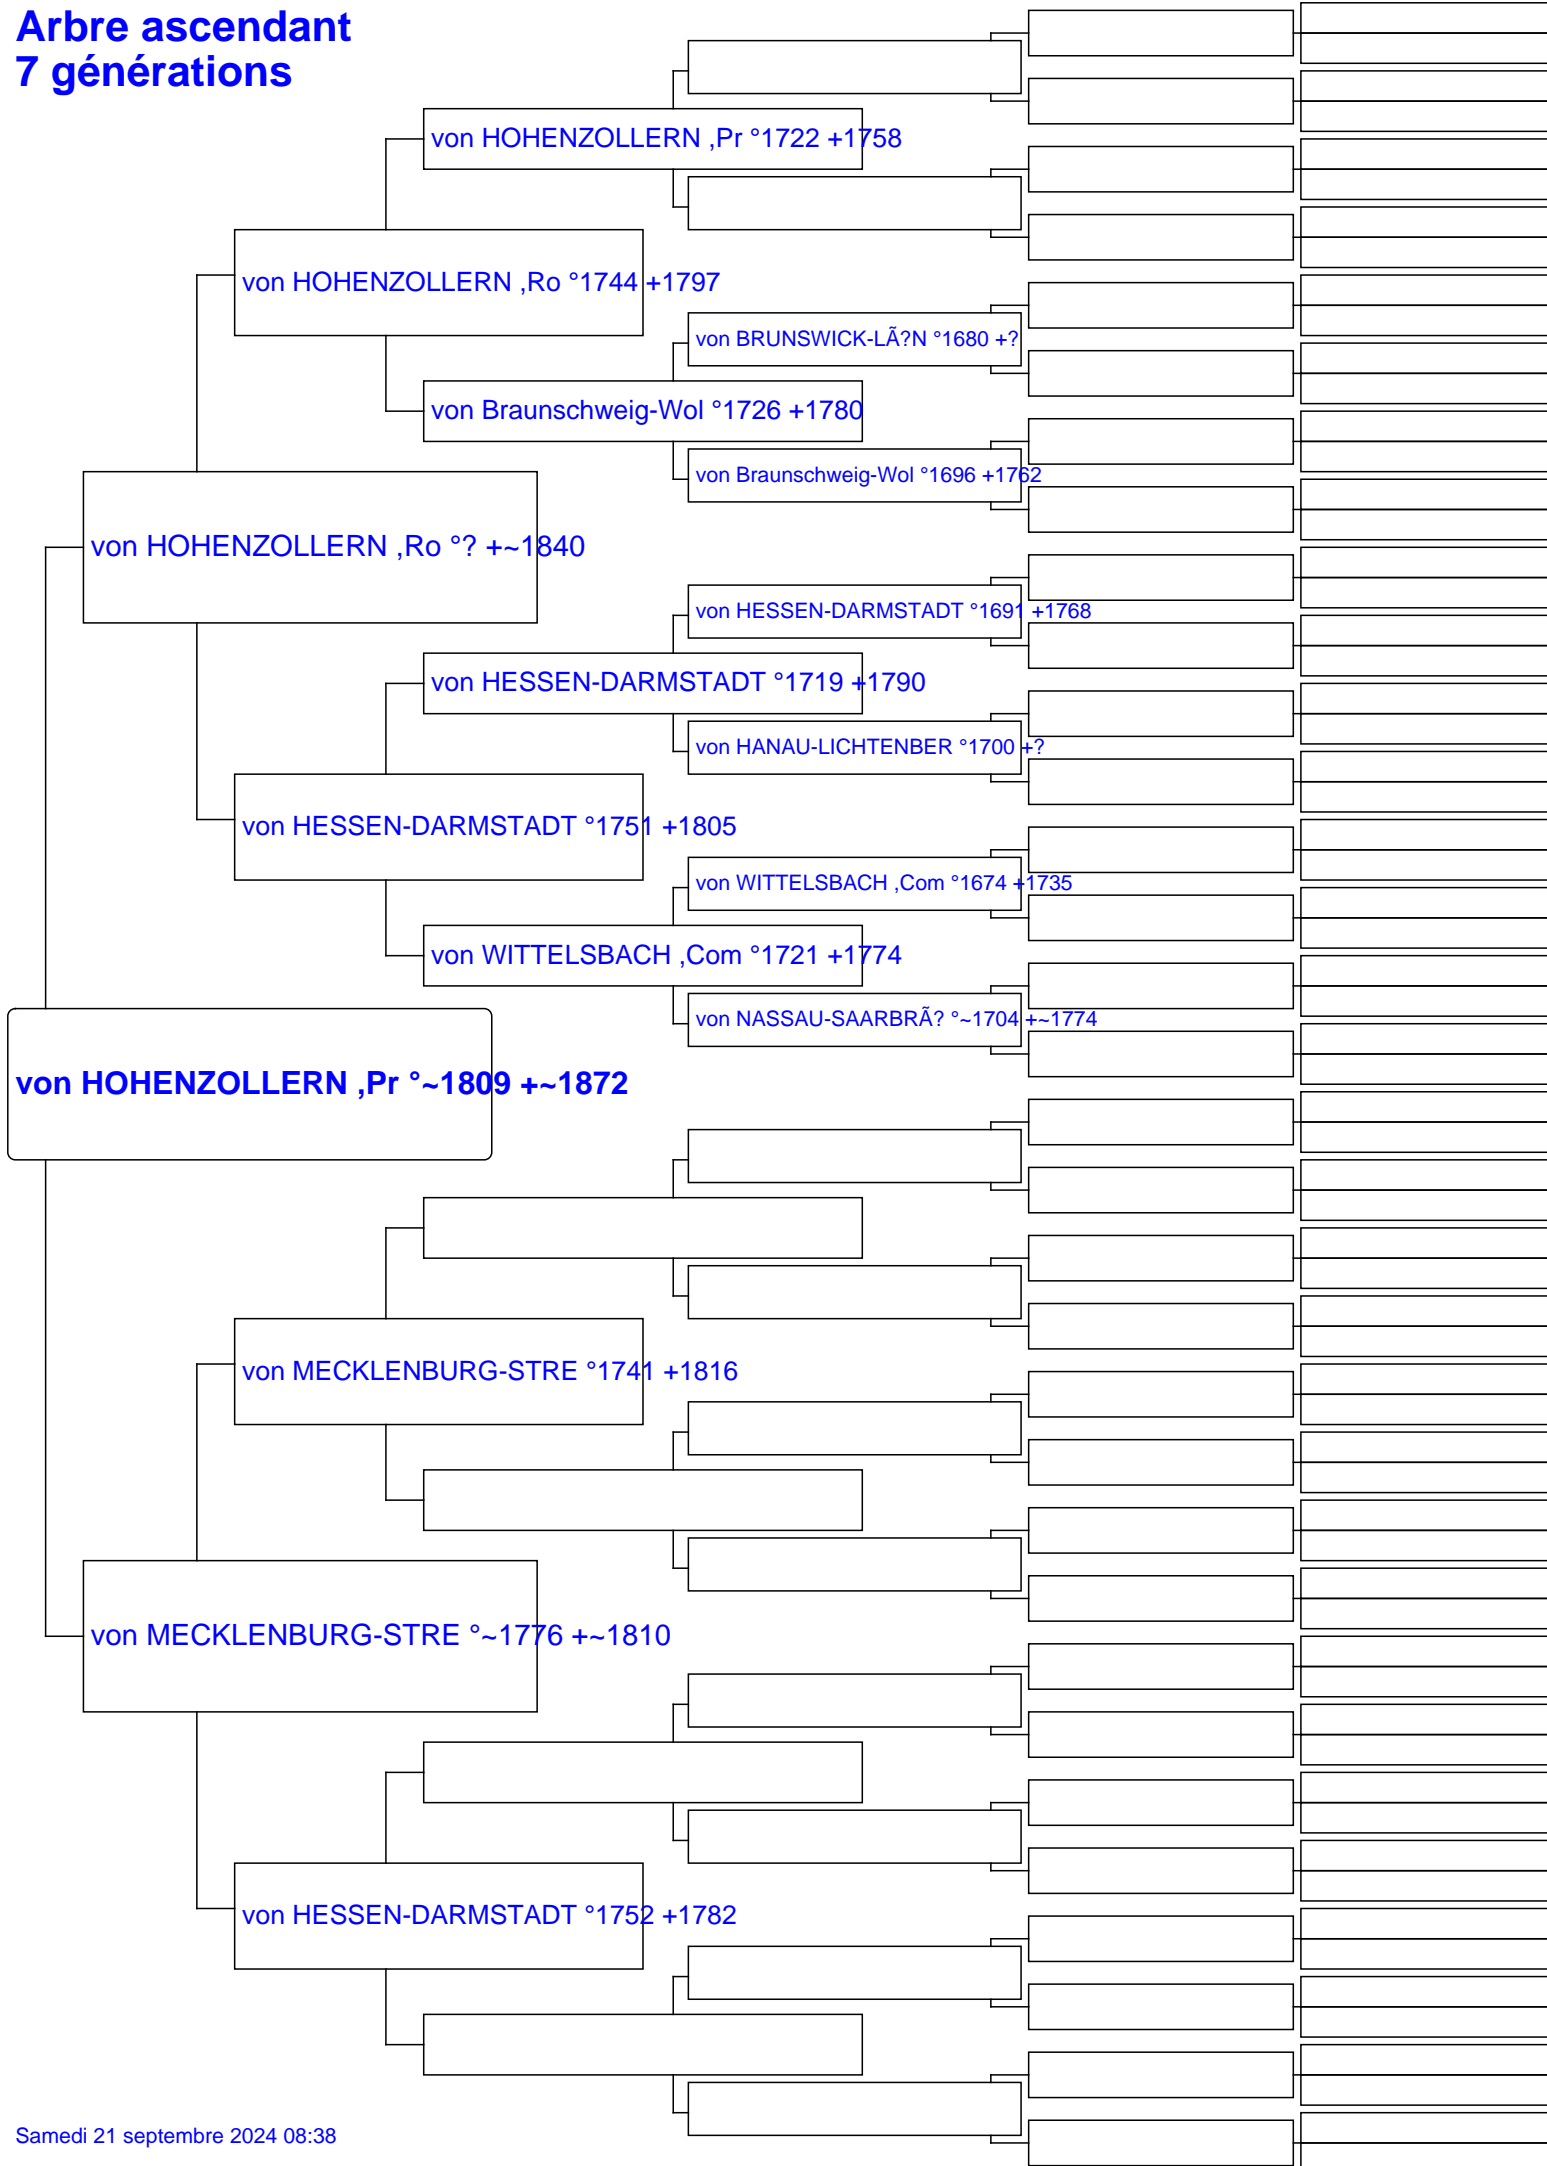 Arbre ascendant
7 générations
von HOHENZOLLERN ,Pr °1722 +1758
von HOHENZOLLERN ,Ro °1744 +1797
von BRUNSWICK-LÃ?N °1680 +?
von Braunschweig-Wol °1726 +1780
von Braunschweig-Wol °1696 +1762
von HOHENZOLLERN ,Ro °? +~1840
von HESSEN-DARMSTADT °1691 +1768
von HESSEN-DARMSTADT °1719 +1790
von HANAU-LICHTENBER °1700 +?
von HESSEN-DARMSTADT °1751 +1805
von WITTELSBACH ,Com °1674 +1735
von WITTELSBACH ,Com °1721 +1774
von NASSAU-SAARBRÃ? °~1704 +~1774
von HOHENZOLLERN ,Pr °~1809 +~1872
von MECKLENBURG-STRE °1741 +1816
von MECKLENBURG-STRE °~1776 +~1810
von HESSEN-DARMSTADT °1752 +1782
Samedi 21 septembre 2024 08:38